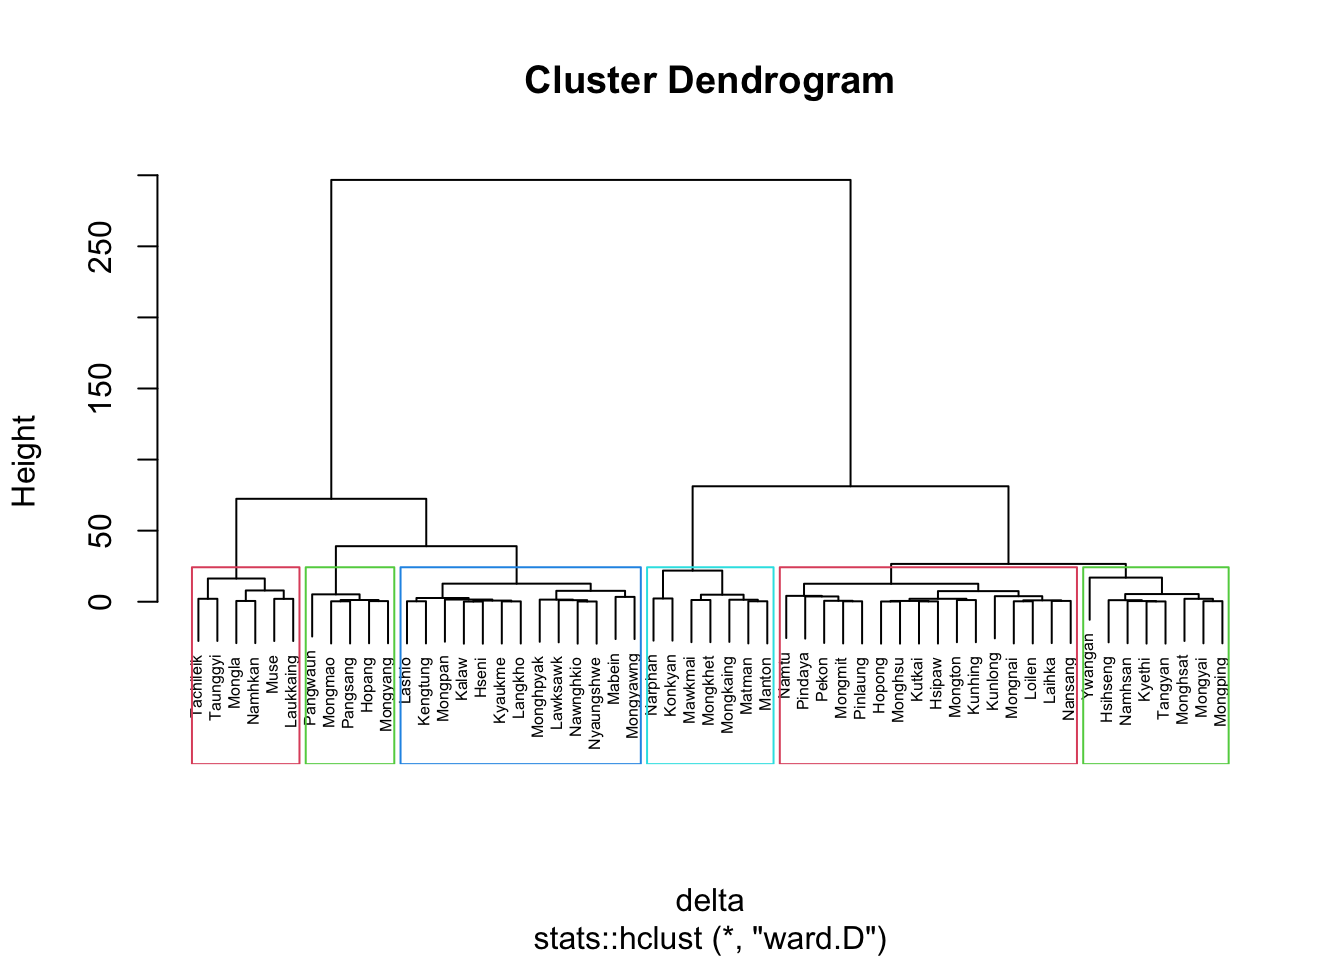 Cluster Dendrogram
Height
0
50
150
250
Tachileik
Taunggyi
Mongla
Namhkan
Muse
Laukkaing
Pangwaun
Mongmao
Pangsang
Hopang
Mongyang
Lashio
Kengtung
Mongpan
Kalaw
Hseni
Kyaukme
Langkho
Monghpyak
Lawksawk
Nawnghkio
Nyaungshwe
Mabein
Mongyawng
Narphan
Konkyan
Mawkmai
Mongkhet
Mongkaing
Matman
Manton
Namtu
Pindaya
Pekon
Mongmit
Pinlaung
Hopong
Monghsu
Kutkai
Hsipaw
Mongton
Kunhing
Kunlong
Mongnai
Loilen
Laihka
Nansang
Ywangan
Hsihseng
Namhsan
Kyethi
Tangyan
Monghsat
Mongyai
Mongping
delta
stats::hclust (*, "ward.D")